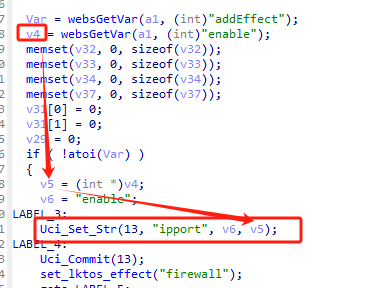 7 Var = websGetVar(a1, (int)"addEffect");
8 v4 = websGetVar(a1, (int)"enable");
9 memset(v32, 0, sizeof(v32));
0 memset(v33, 0, sizeof(v33));
1 memset(v34, 0, sizeof(v34));
2 memset(v37, 0, sizeof(v37));
3 v31[0] = 0;
4 v31[1] = 0;
5 v29 = 0;
6 if ( !atoi(Var) )
7 {
8 v5 = (int *)v4;
9 v6 = "enable";
0 LABEL_3:
1 Uci_Set_Str(13, "ipport", v6, v5);
2 LABEL_4:
3 Uci_Commit(13);
4 set_lktos_effect("firewall");